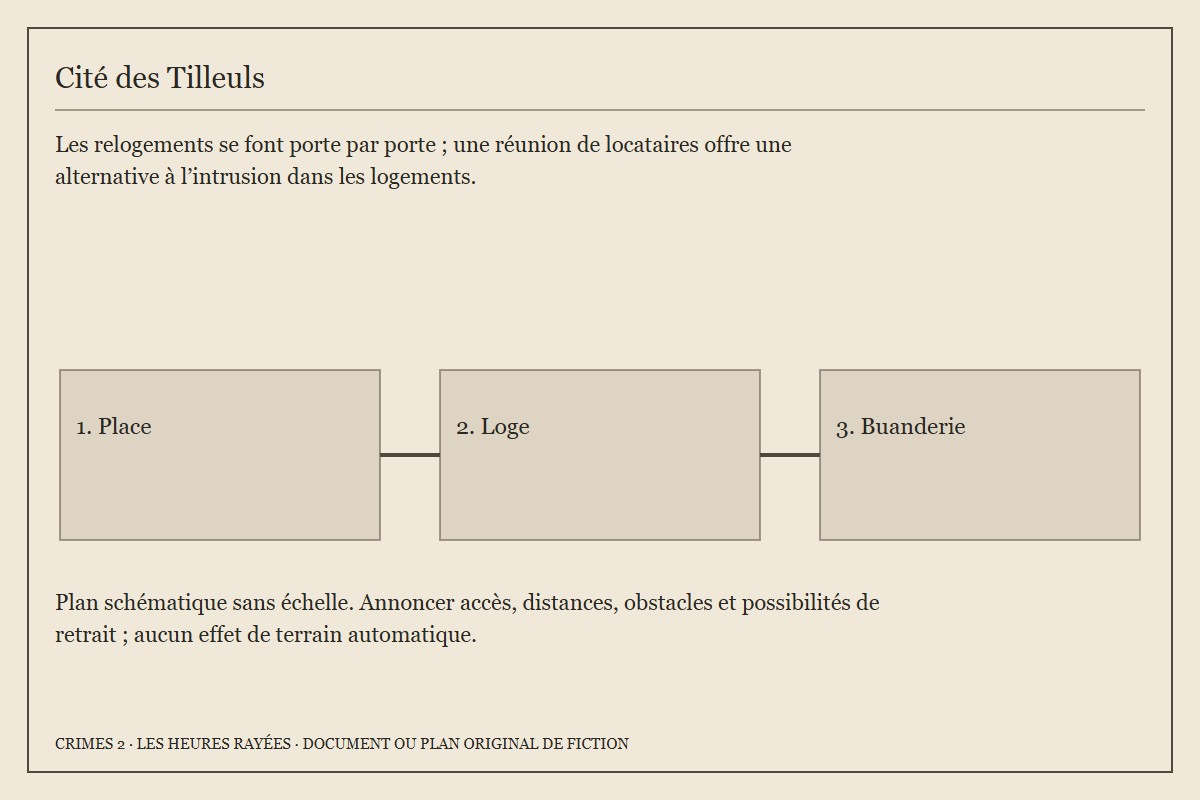 Cité des Tilleuls
Les relogements se font porte par porte ; une réunion de locataires offre une
alternative à l’intrusion dans les logements.
1. Place
2. Loge
3. Buanderie
Plan schématique sans échelle. Annoncer accès, distances, obstacles et possibilités de
retrait ; aucun effet de terrain automatique.
CRIMES 2 · LES HEURES RAYÉES · DOCUMENT OU PLAN ORIGINAL DE FICTION